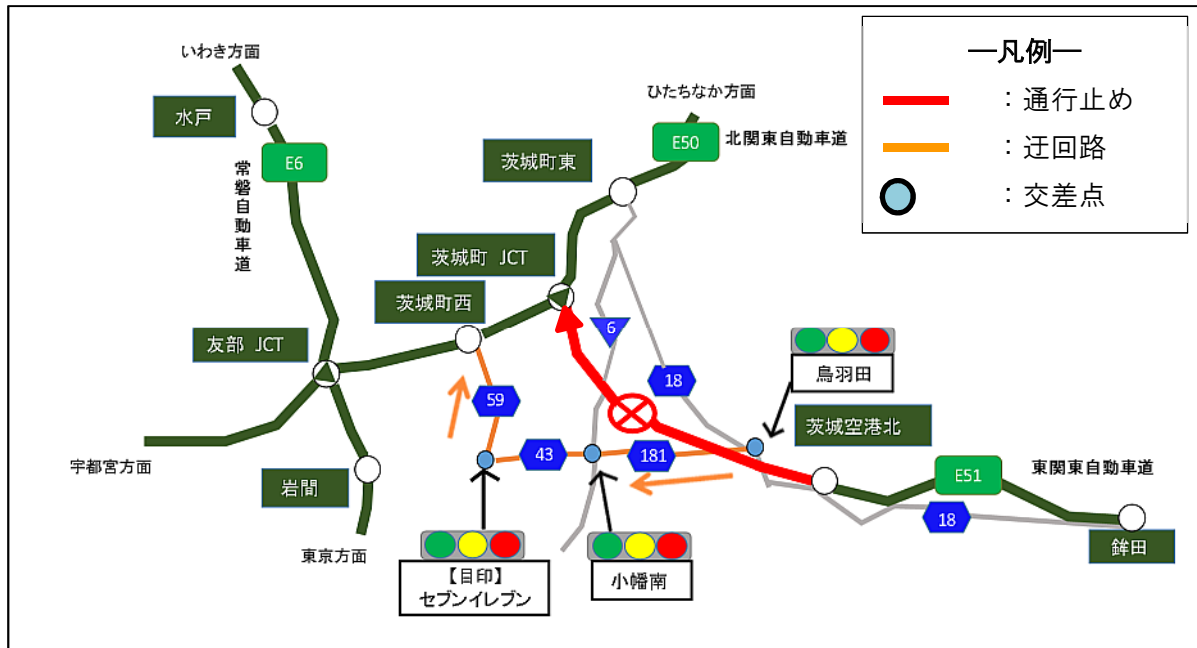 いわき方面
水戸
E6
常磐自動車道
ひたちなか方面
E50
北関東自動車道
茨城町東
茨城町 JCT
茨城町西
友部 JCT
宇都宮方面
岩間
東京方面
6
18
59
43
181
鳥羽田
茨城空港北
E51
東関東自動車道
18
鉾田
【目印】
セブンイレブン
小幡南
―凡例―
：通行止め
：迂回路
：交差点